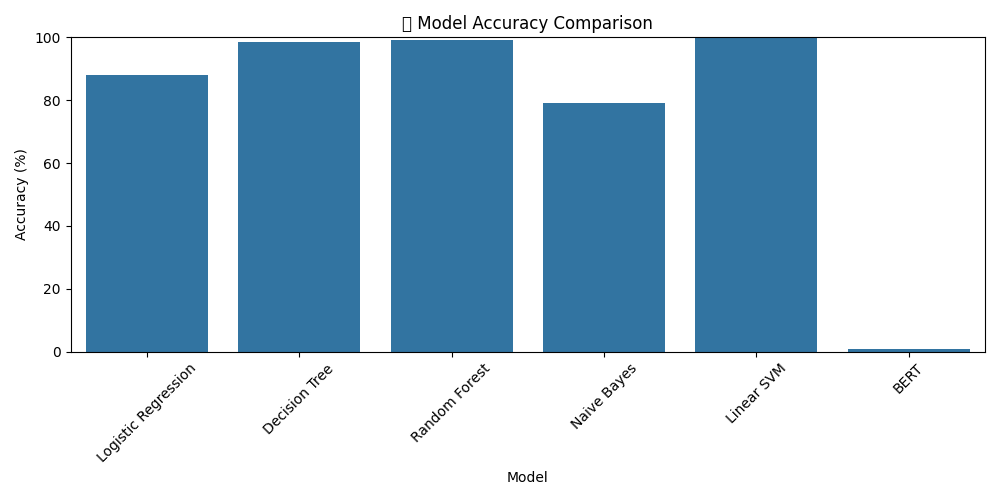 Model Accuracy Comparison
Accuracy (%)
100
80
60
40
20
0
Logistic Regression
Decision Tree
Random Forest
Naive Bayes
Linear SVM
BERT
Model